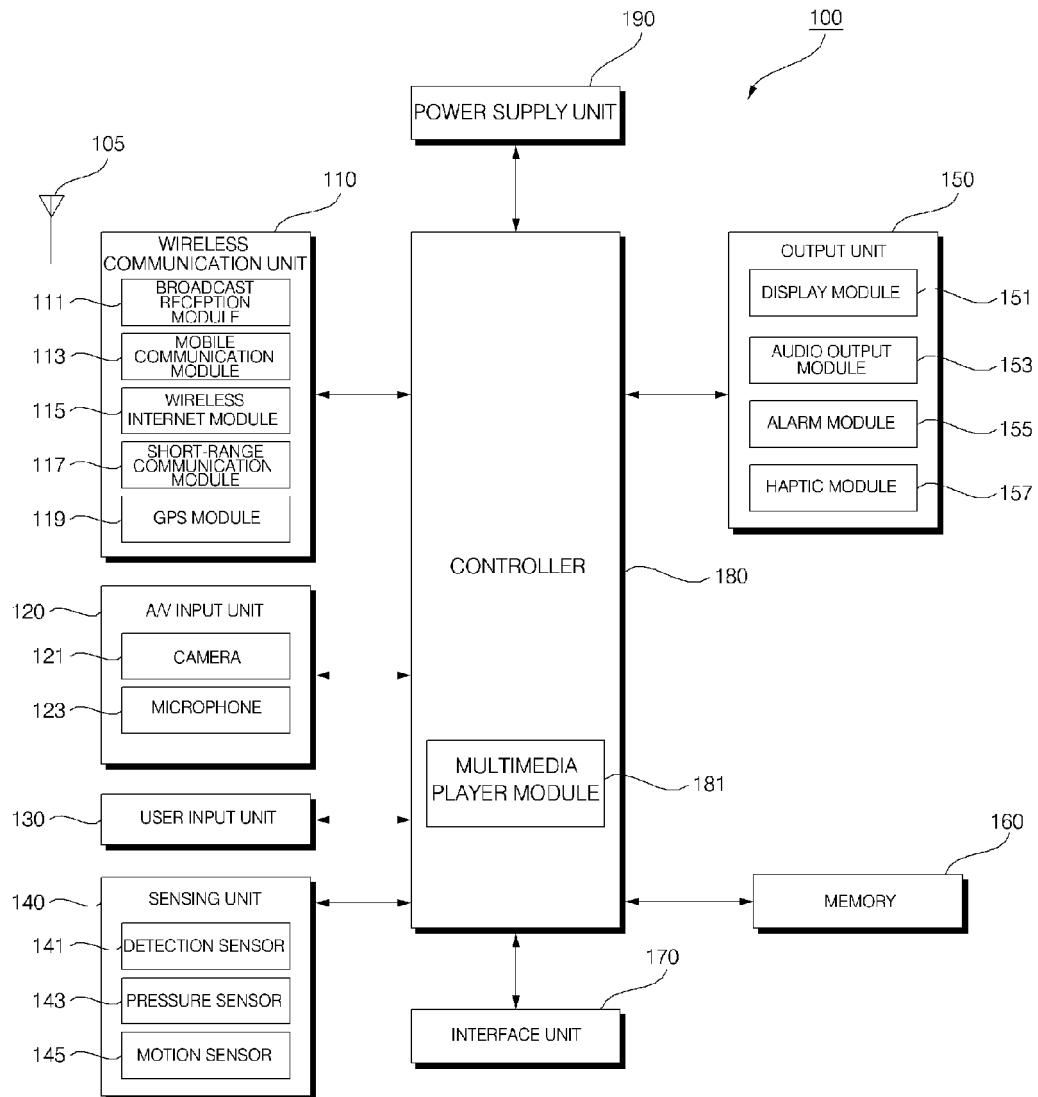 190
100
POWER SUPPLY UNIT
105
110
150
WIRELESS
COMMUNICATION UNIT
OUTPUT UNIT
111
BROADCAST
RECEPTION
MODULE
DISPLAY MODULE
151
113
MOBILE
COMMUNICATION
MODULE
AUDIO OUTPUT
MODULE
153
115
WIRELESS
INTERNET MODULE
ALARM MODULE
155
117
SHORT-RANGE
COMMUNICATION
MODULE
HAPTIC MODULE
157
119
GPS MODULE
CONTROLLER
180
120
A/V INPUT UNIT
121
CAMERA
123
MICROPHONE
MULTIMEDIA
PLAYER MODULE
181
130
USER INPUT UNIT
160
140
SENSING UNIT
MEMORY
141
DETECTION SENSOR
143
PRESSURE SENSOR
170
145
MOTION SENSOR
INTERFACE UNIT